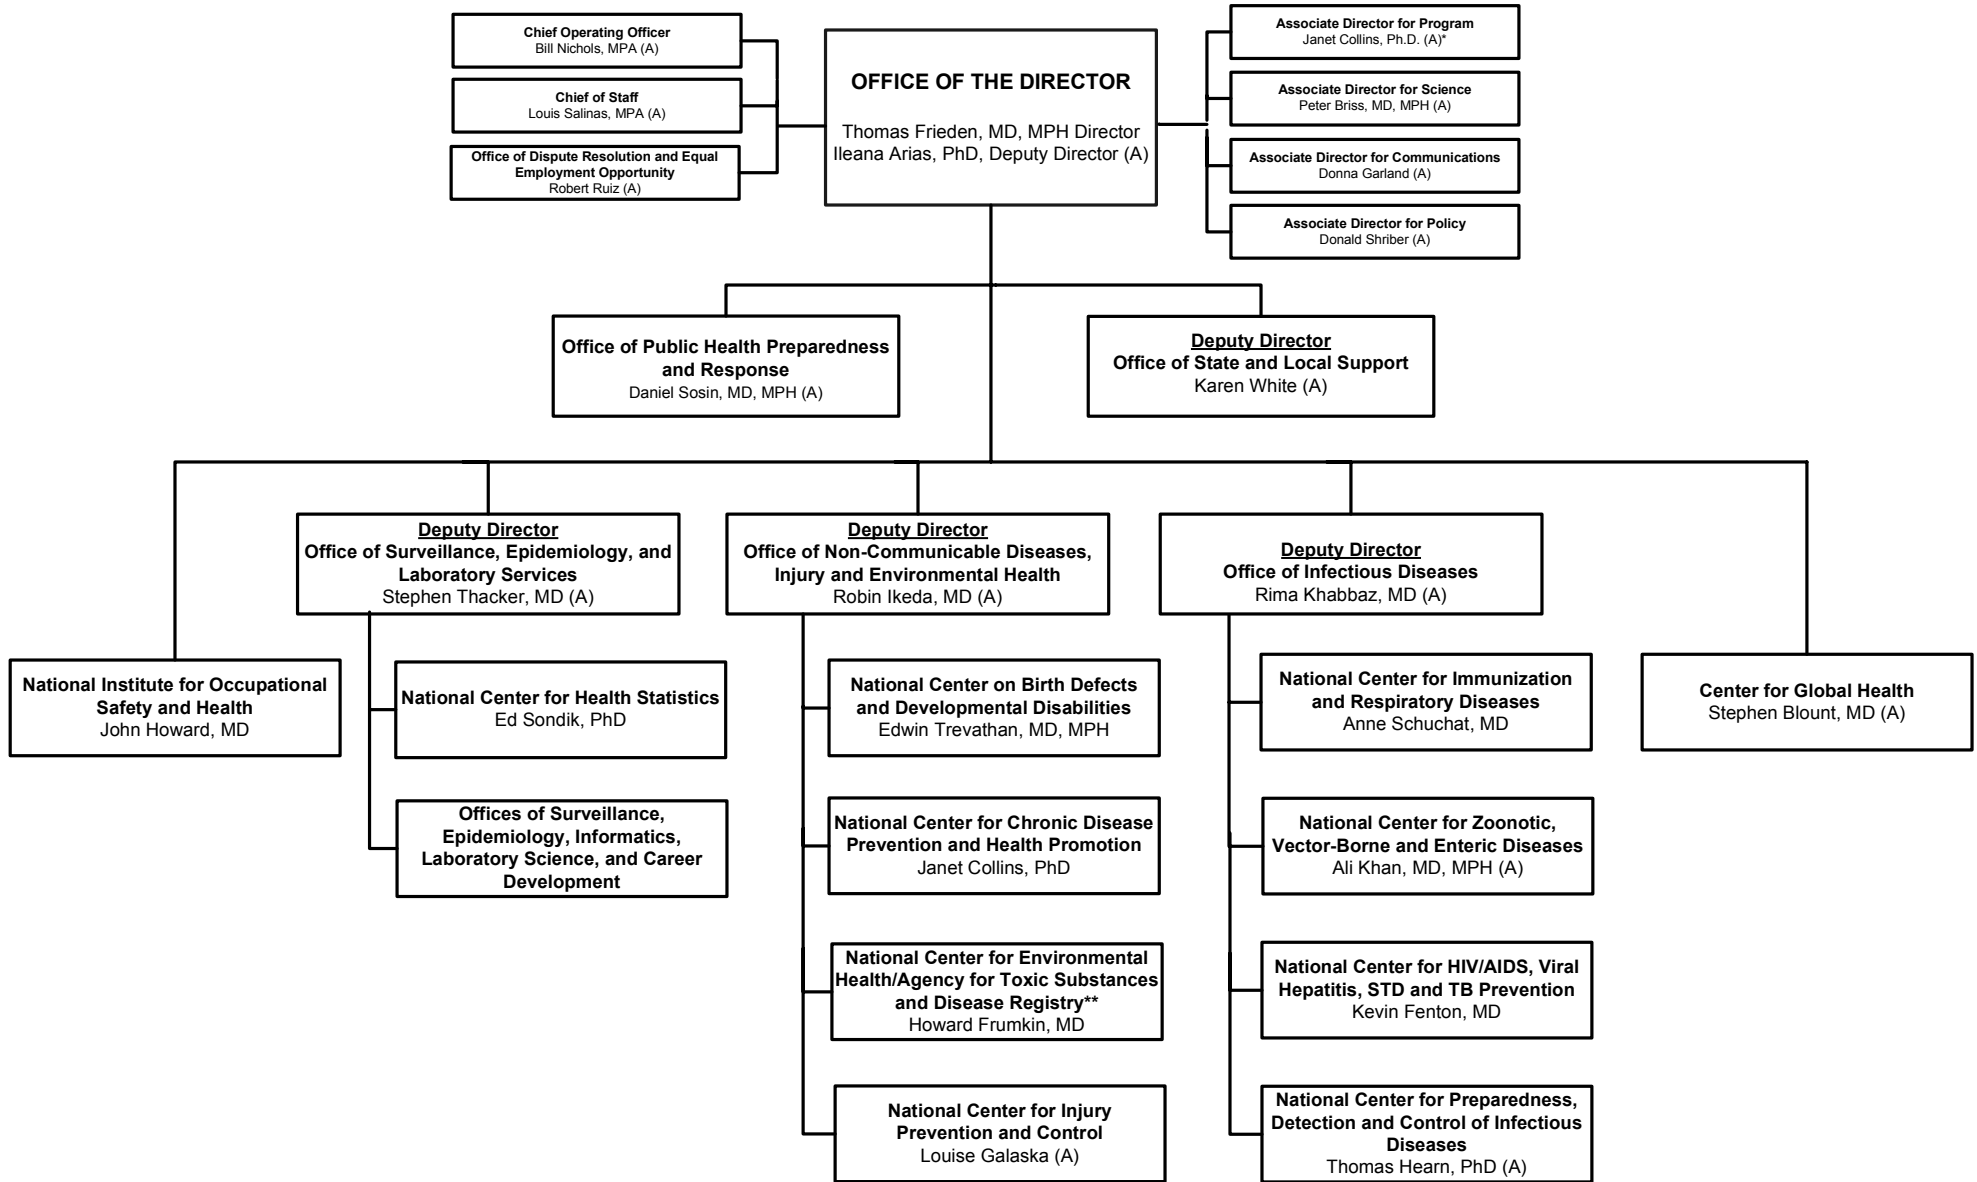 Chief Operating Officer
Bill Nichols, MPA (A)
Chief of Staff
Louis Salinas, MPA (A)
Office of Dispute Resolution and Equal
Employment Opportunity
Robert Ruiz (A)
OFFICE OF THE DIRECTOR
Thomas Frieden, MD, MPH Director
Ileana Arias, PhD, Deputy Director (A)
Associate Director for Program
Janet Collins, Ph.D. (A)*
Associate Director for Science
Peter Briss, MD, MPH (A)
Associate Director for Communications
Donna Garland (A)
Associate Director for Policy
Donald Shriber (A)
Office of Public Health Preparedness
and Response
Daniel Sosin, MD, MPH (A)
Deputy Director
Office of State and Local Support
Karen White (A)
National Institute for Occupational
Safety and Health
John Howard, MD
Deputy Director
Office of Surveillance, Epidemiology, and
Laboratory Services
Stephen Thacker, MD (A)
National Center for Health Statistics
Ed Sondik, PhD
Offices of Surveillance,
Epidemiology, Informatics,
Laboratory Science, and Career
Development
Deputy Director
Office of Non-Communicable Diseases,
Injury and Environmental Health
Robin Ikeda, MD (A)
National Center on Birth Defects
and Developmental Disabilities
Edwin Trevathan, MD, MPH
National Center for Chronic Disease
Prevention and Health Promotion
Janet Collins, PhD
National Center for Environmental
Health/Agency for Toxic Substances
and Disease Registry**
Howard Frumkin, MD
National Center for Injury
Prevention and Control
Louise Galaska (A)
Deputy Director
Office of Infectious Diseases
Rima Khabbaz, MD (A)
National Center for Immunization
and Respiratory Diseases
Anne Schuchat, MD
National Center for Zoonotic,
Vector-Borne and Enteric Diseases
Ali Khan, MD, MPH (A)
National Center for HIV/AIDS, Viral
Hepatitis, STD and TB Prevention
Kevin Fenton, MD
National Center for Preparedness,
Detection and Control of Infectious
Diseases
Thomas Hearn, PhD (A)
Center for Global Health
Stephen Blount, MD (A)